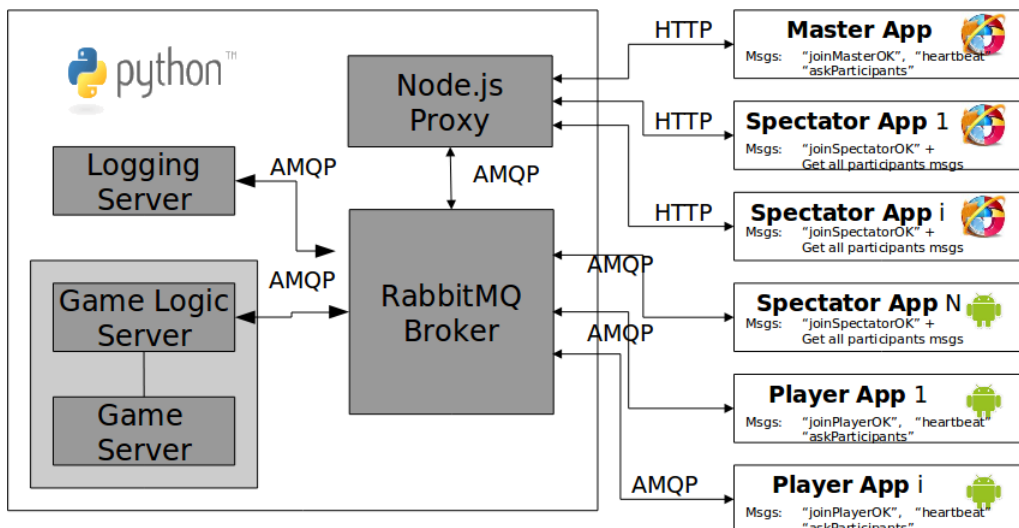 python™
Logging
Server
AMQP
Game Logic
Server
Game
Server
AMQP
Node.js
Proxy
AMQP
RabbitMQ
Broker
HTTP
HTTP
HTTP
AMQP
AMQP
AMQP
Master App
Msgs: “joinMasterOK”, “heartbeat”
“askParticipants”
Spectator App 1
Msgs: “joinSpectatorOK” +
Get all participants msgs
Spectator App i
Msgs: “joinSpectatorOK” +
Get all participants msgs
Spectator App N
Msgs: “joinSpectatorOK” +
Get all participants msgs
Player App 1
Msgs: “joinPlayerOK”, “heartbeat”
“askParticipants”
Player App i
Msgs: “joinPlayerOK”, “heartbeat”
“askParticipants”